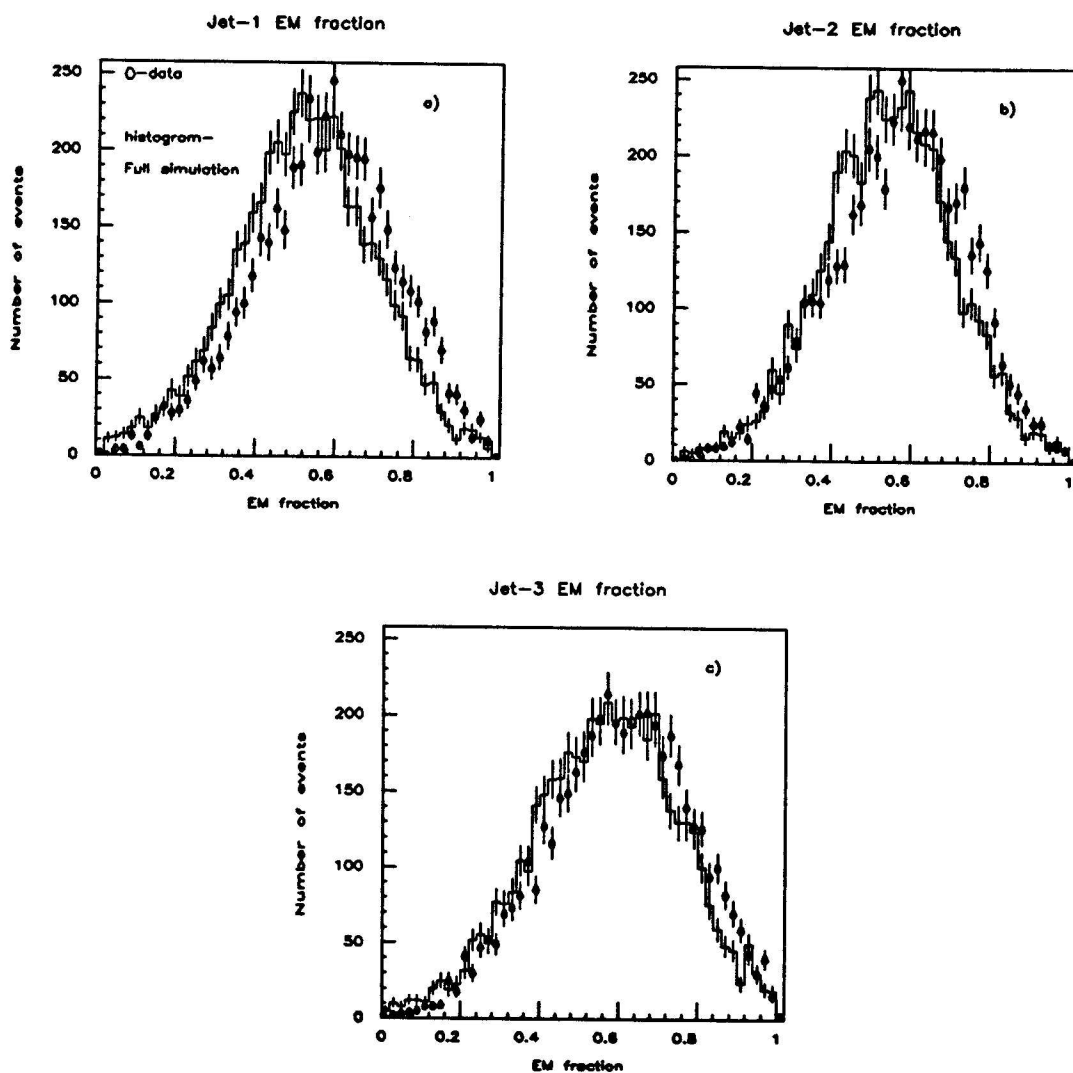 Jet-1 EM fraction
250
200
150
100
50
0
0
0.2
0.4
0.6
0.8
1
Number of events
EM fraction
O-data
histogram-
Full simulation
a)
Jet-2 EM fraction
250
200
150
100
50
0
0
0.2
0.4
0.6
0.8
1
Number of events
EM fraction
b)
Jet-3 EM fraction
250
200
150
100
50
0
0
0.2
0.4
0.6
0.8
1
Number of events
EM fraction
c)